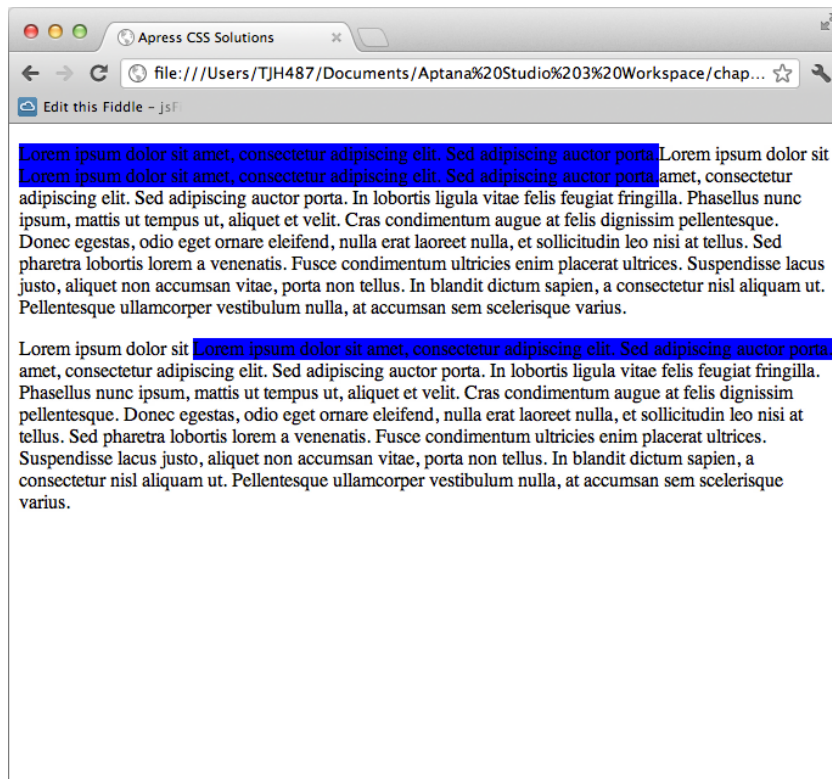 Apress CSS Solutions
file:///Users/TJH487/Documents/Aptana%20Studio%203%20Workspace/chap...
Edit this Fiddle – jsF
Lorem ipsum dolor sit amet, consectetur adipiscing elit. Sed adipiscing auctor porta.Lorem ipsum dolor sit
Lorem ipsum dolor sit amet, consectetur adipiscing elit. Sed adipiscing auctor porta.amet, consectetur
adipiscing elit. Sed adipiscing auctor porta. In lobortis ligula vitae felis feugiat fringilla. Phasellus nunc
ipsum, mattis ut tempus ut, aliquet et velit. Cras condimentum augue at felis dignissim pellentesque.
Donec egestas, odio eget ornare eleifend, nulla erat laoreet nulla, et sollicitudin leo nisi at tellus. Sed
pharetra lobortis lorem a venenatis. Fusce condimentum ultricies enim placerat ultrices. Suspendisse lacus
justo, aliquet non accumsan vitae, porta non tellus. In blandit dictum sapien, a consectetur nisl aliquam ut.
Pellentesque ullamcorper vestibulum nulla, at accumsan sem scelerisque varius.
Lorem ipsum dolor sit Lorem ipsum dolor sit amet, consectetur adipiscing elit. Sed adipiscing auctor porta.
amet, consectetur adipiscing elit. Sed adipiscing auctor porta. In lobortis ligula vitae felis feugiat fringilla.
Phasellus nunc ipsum, mattis ut tempus ut, aliquet et velit. Cras condimentum augue at felis dignissim
pellentesque. Donec egestas, odio eget ornare eleifend, nulla erat laoreet nulla, et sollicitudin leo nisi at
tellus. Sed pharetra lobortis lorem a venenatis. Fusce condimentum ultricies enim placerat ultrices.
Suspendisse lacus justo, aliquet non accumsan vitae, porta non tellus. In blandit dictum sapien, a
consectetur nisl aliquam ut. Pellentesque ullamcorper vestibulum nulla, at accumsan sem scelerisque
varius.